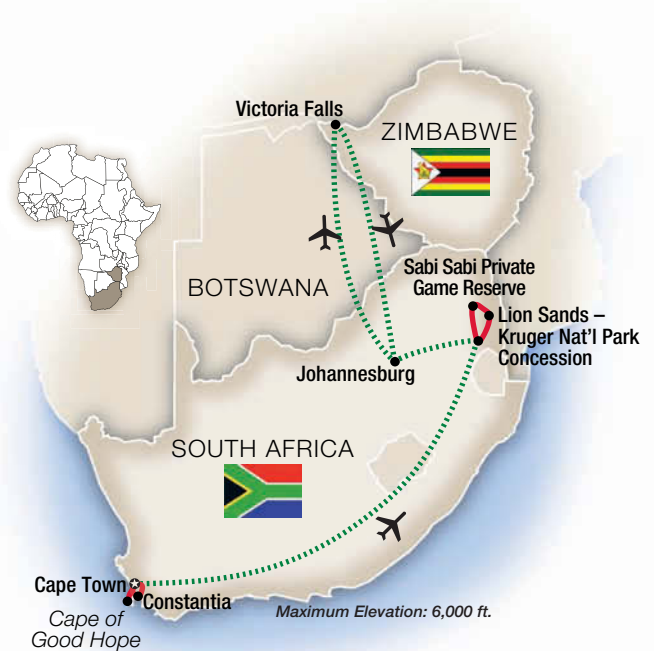 Victoria Falls
ZIMBABWE
BOTSWANA
Sabi Sabi Private
Game Reserve
Lion Sands –
Kruger Nat'l Park
Concession
Johannesburg
SOUTH AFRICA
Cape Town
Constantia
Cape of
Good Hope
Maximum Elevation: 6,000 ft.